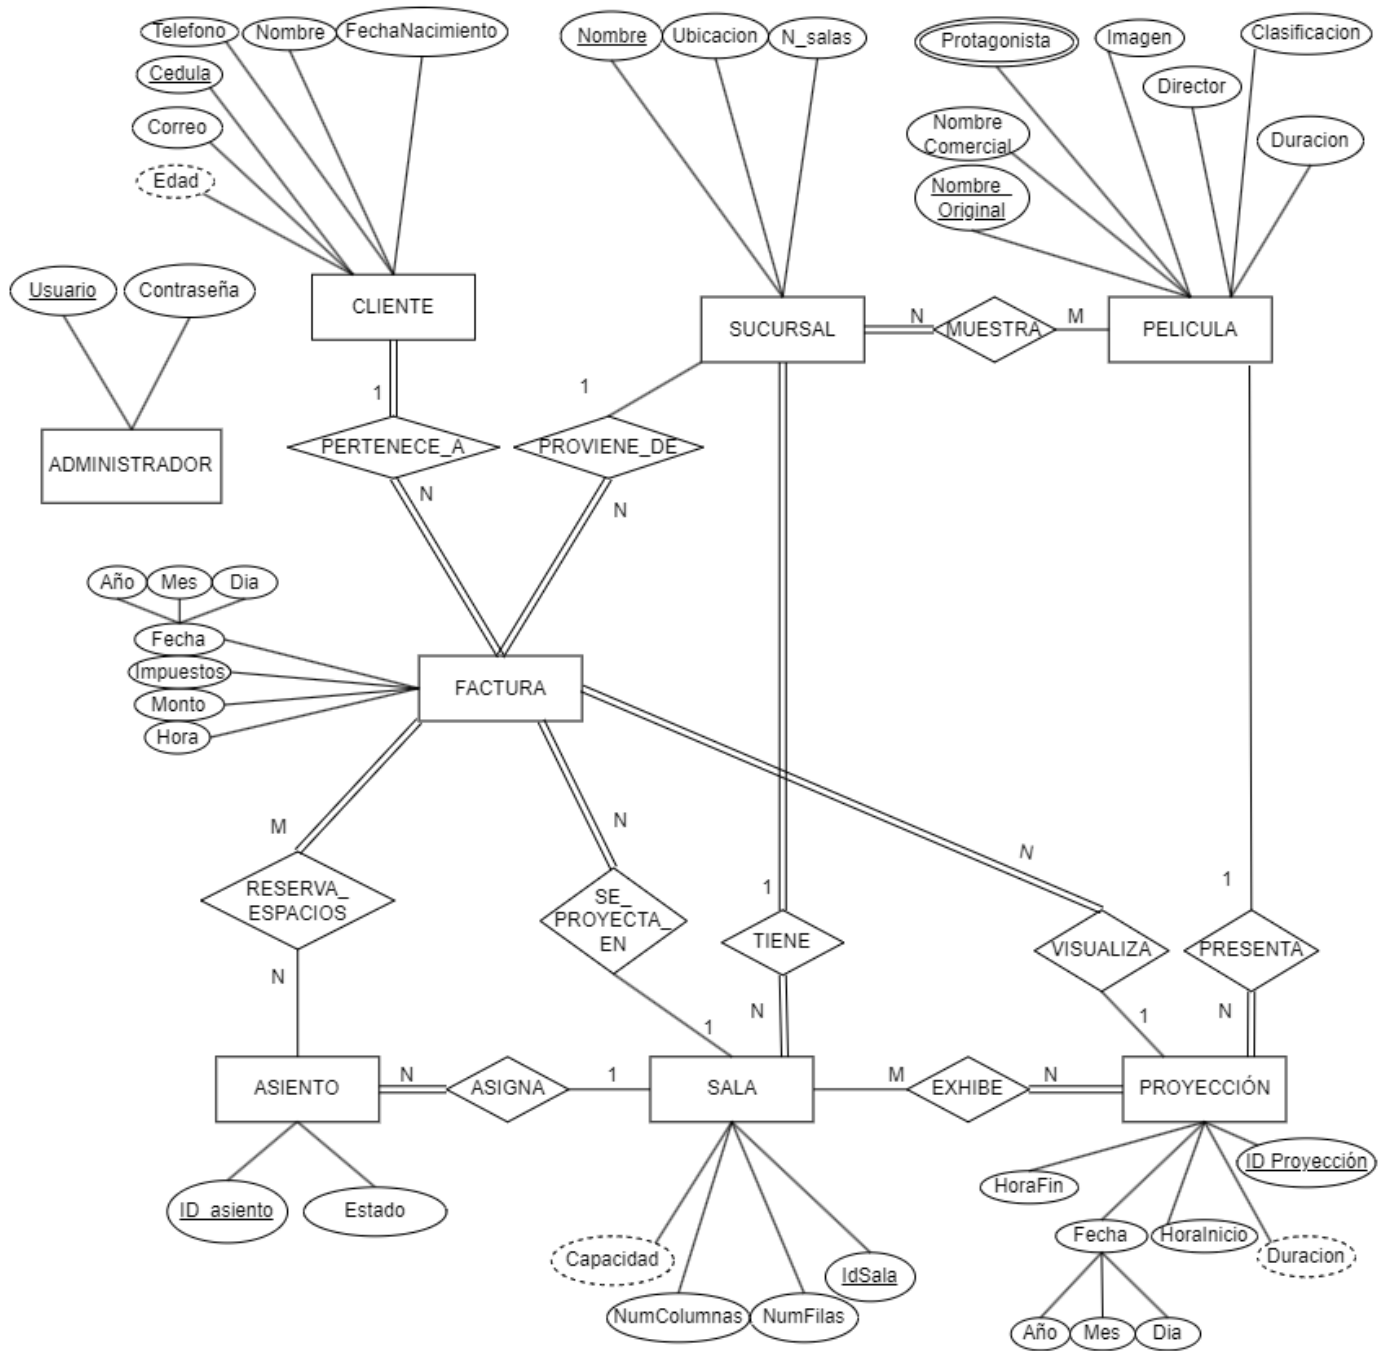 Telefono
Nombre
FechaNacimiento
Cedula
Correo
Edad
Nombre
Ubicacion
N_salas
Protagonista
Imagen
Clasificacion
Director
Nombre
Comercial
Duracion
Nombre_
Original
Usuario
Contraseña
CLIENTE
SUCURSAL
N
MUESTRA
M
PELICULA
1
1
ADMINISTRADOR
PERTENECE_A
PROVIENE_DE
N
N
Año
Mes
Dia
Fecha
Impuestos
Monto
Hora
FACTURA
M
N
N
RESERVA_
ESPACIOS
SE_
PROYECTA_
EN
1
1
TIENE
VISUALIZA
PRESENTA
N
N
1
1
N
ASIENTO
N
ASIGNA
1
SALA
M
EXHIBE
N
PROYECCIÓN
ID_asiento
Estado
Capacidad
NumColumnas
NumFilas
IdSala
HoraFin
Fecha
HoraInicio
Duracion
ID Proyección
Año
Mes
Dia